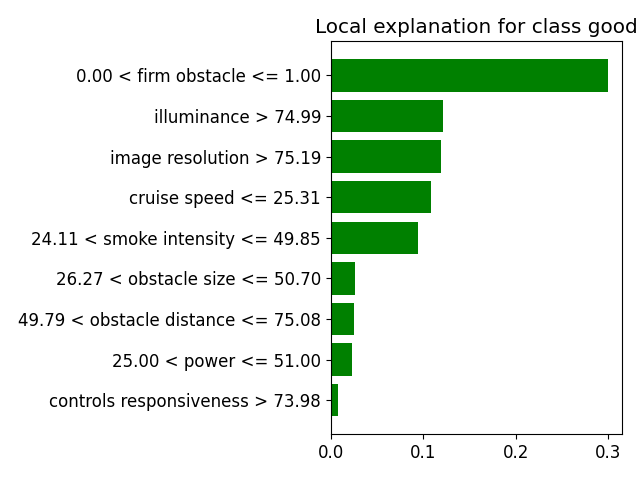 Local explanation for class good
0.00 < firm obstacle <= 1.00
illuminance > 74.99
image resolution > 75.19
cruise speed <= 25.31
24.11 < smoke intensity <= 49.85
26.27 < obstacle size <= 50.70
49.79 < obstacle distance <= 75.08
25.00 < power <= 51.00
controls responsiveness > 73.98
0.0 0.1 0.2 0.3